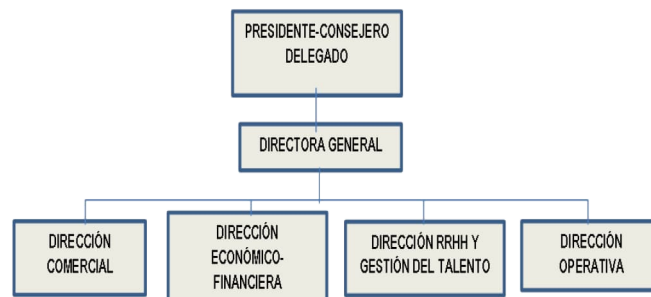 PRESIDENTE-CONSEJERO
DELEGADO
DIRECTORA GENERAL
DIRECCIÓN
COMERCIAL
DIRECCIÓN
ECONÓMICO-
FINANCIERA
DIRECCIÓN RRHH Y
GESTIÓN DEL TALENTO
DIRECCIÓN
OPERATIVA